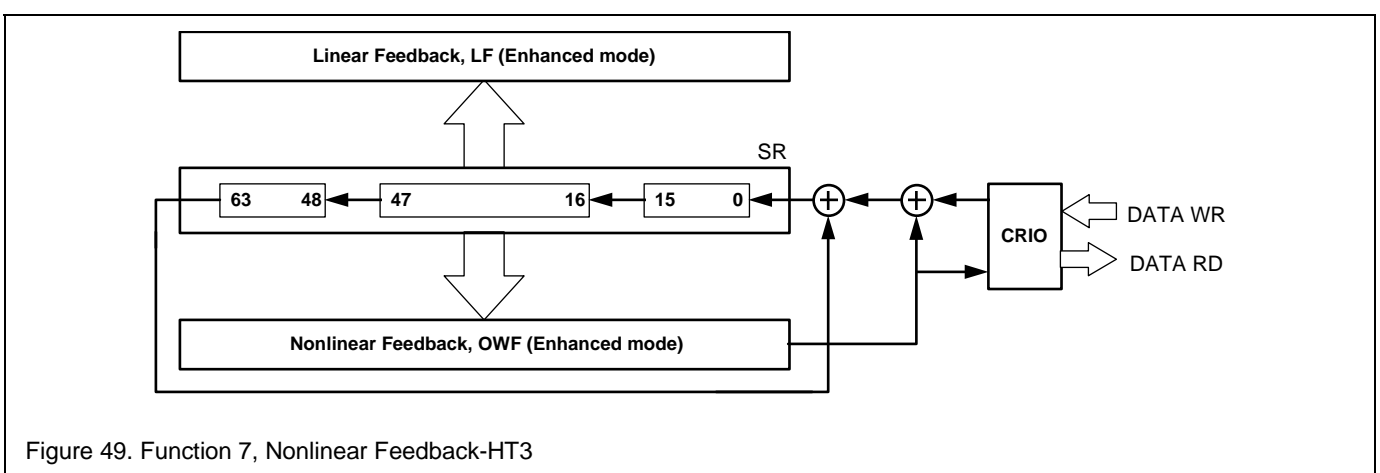 Linear Feedback, LF (Enhanced mode)
SR
63 48 47 16 15 0
CRIO
DATA WR
DATA RD
Nonlinear Feedback, OWF (Enhanced mode)
Figure 49. Function 7, Nonlinear Feedback-HT3